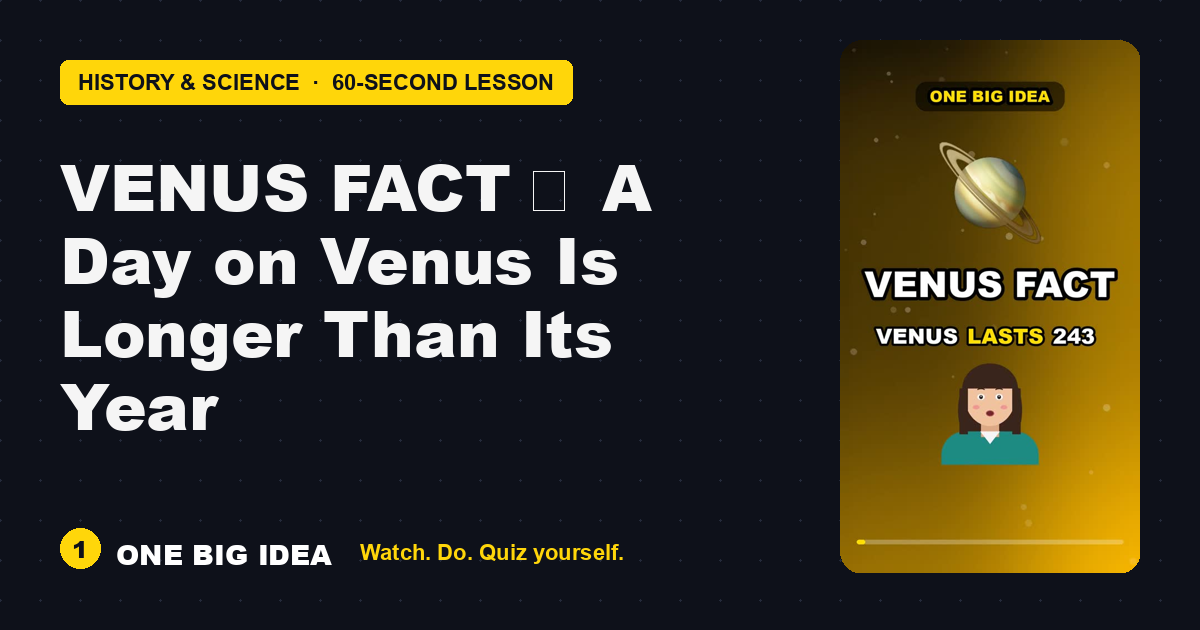 HISTORY & SCIENCE · 60-SECOND LESSON
VENUS FACT □ A
Day on Venus Is
Longer Than Its
Year
1 ONE BIG IDEA Watch. Do. Quiz yourself.
ONE BIG IDEA
VENUS FACT
VENUS LASTS 243